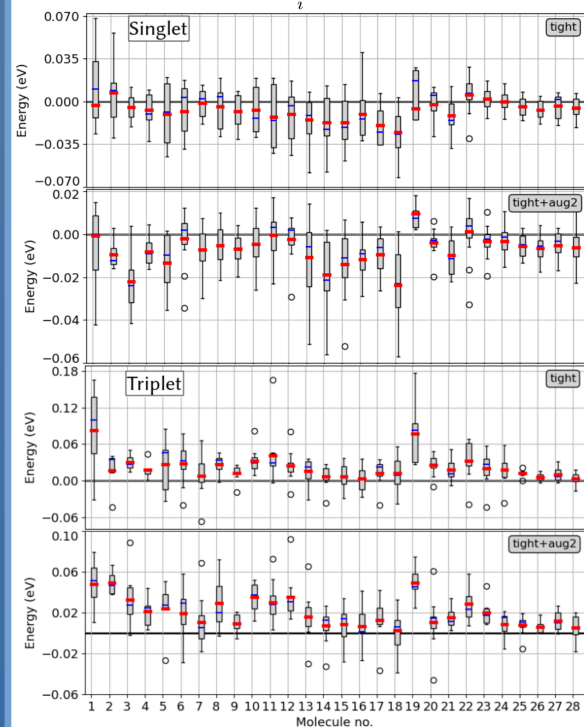 i
Singlet
tight
Energy (eV)
0.070
0.035
0.000
−0.035
−0.070
tight+aug2
Energy (eV)
0.02
0.00
−0.02
−0.04
−0.06
Triplet
tight
Energy (eV)
0.18
0.12
0.06
0.00
−0.06
tight+aug2
Energy (eV)
0.10
0.06
0.02
−0.02
−0.06
1 2 3 4 5 6 7 8 9 10 11 12 13 14 15 16 17 18 19 20 21 22 23 24 25 26 27 28
Molecule no.